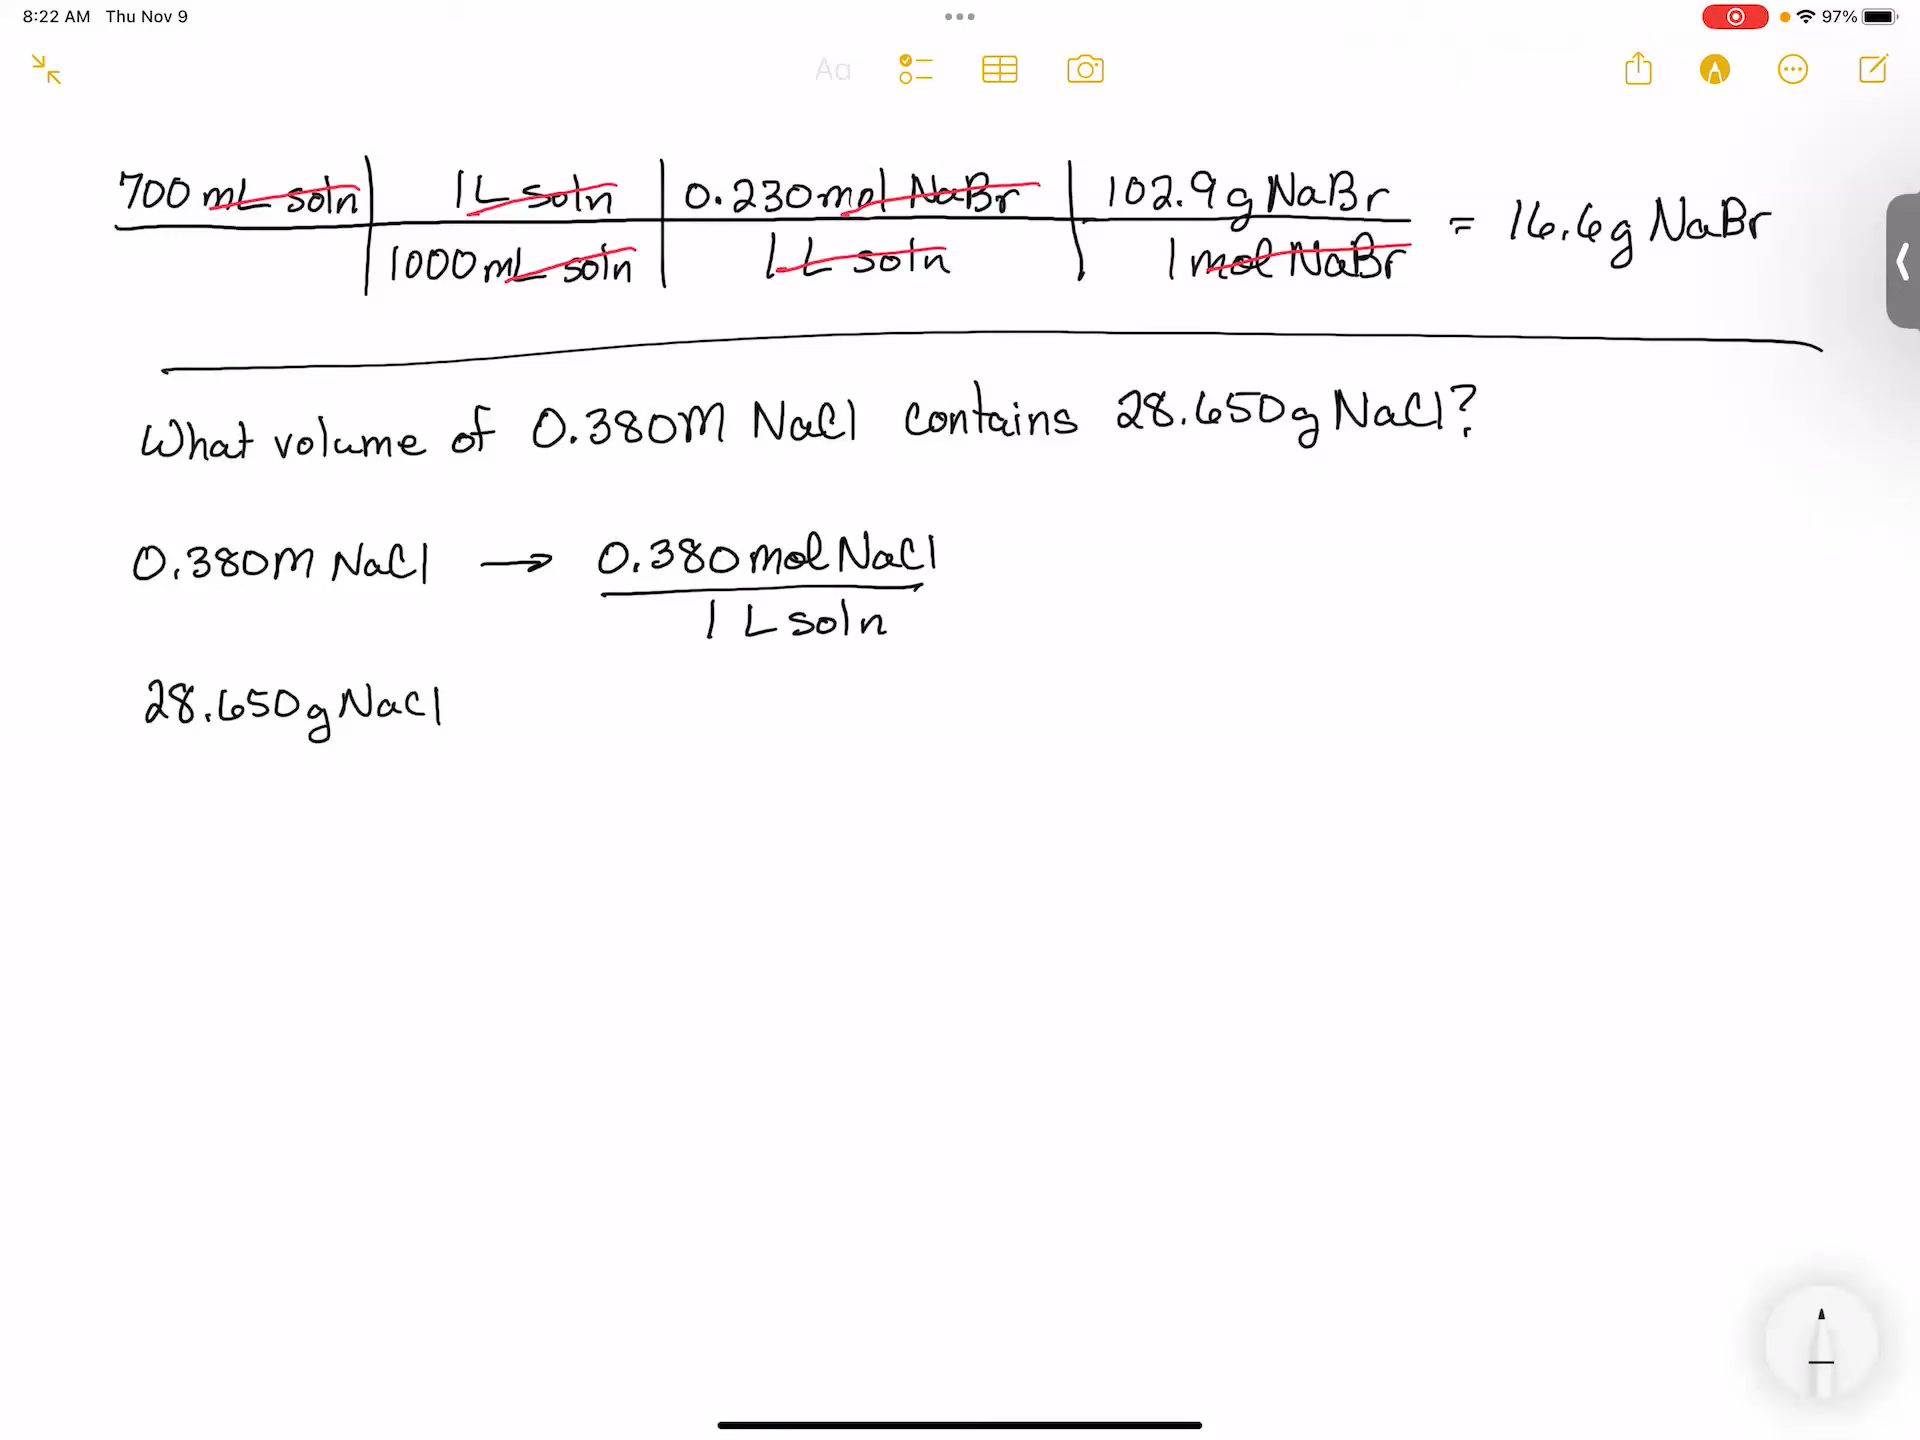 8:22 AM Thu Nov 9
97%
Aa
700 mL soln | 1 L soln | 0.230 mol NaBr | 102.9 g NaBr = 16.6 g NaBr
1000 mL soln | 1 L soln | 1 mol NaBr
What volume of 0.380M NaCl contains 28.650g NaCl?
0.380M NaCl → 0.380 mol NaCl
1 L soln
28.650g NaCl